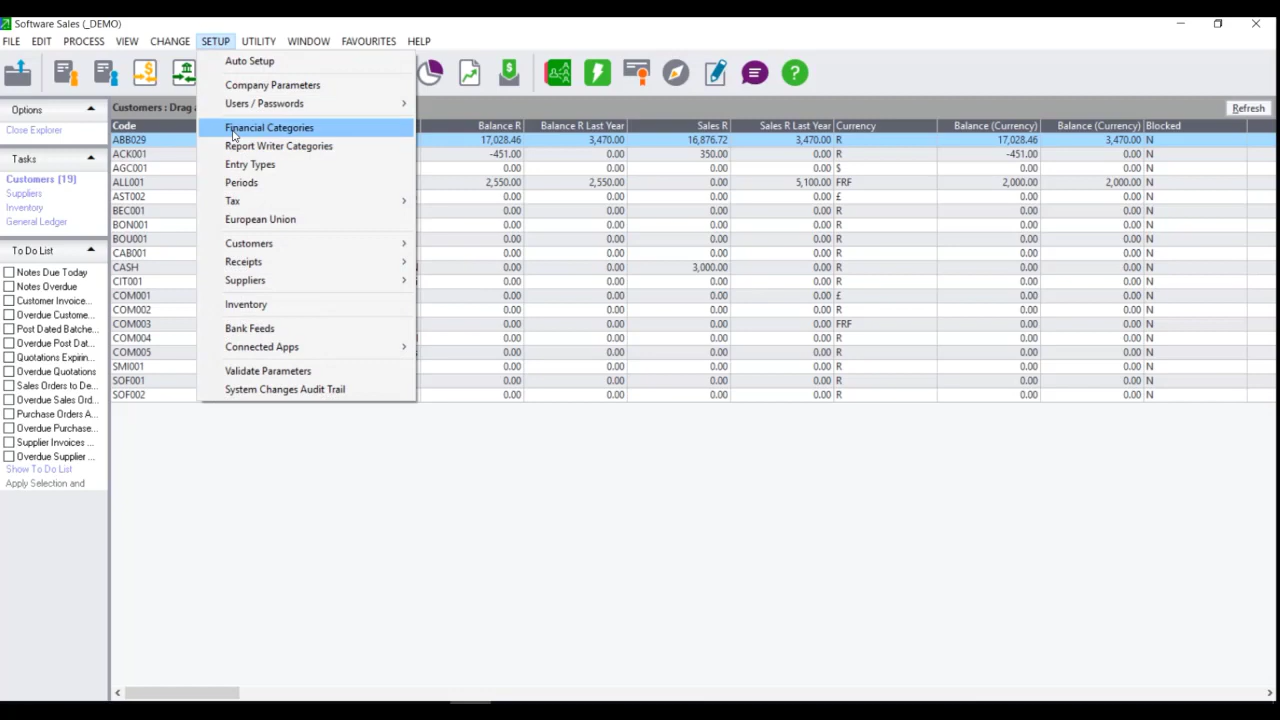 Software Sales (_DEMO)
FILE EDIT PROCESS VIEW CHANGE SETUP UTILITY WINDOW FAVOURITES HELP
Options
Close Explorer
Tasks
Customers (19)
Suppliers
Inventory
General Ledger
To Do List
Notes Due Today
Notes Overdue
Customer Invoice...
Overdue Custome...
Post Dated Batche...
Overdue Post Dat...
Quotations Expirin...
Overdue Quotations
Sales Orders to De...
Overdue Sales Ord...
Purchase Orders A...
Overdue Purchase...
Supplier Invoices ...
Overdue Supplier ...
Show To Do List
Apply Selection and
Auto Setup
Company Parameters
Users / Passwords
Financial Categories
Report Writer Categories
Entry Types
Periods
Tax
European Union
Customers
Receipts
Suppliers
Inventory
Bank Feeds
Connected Apps
Validate Parameters
System Changes Audit Trail
Customers : Drag a
Refresh
Code Balance R Balance R Last Year Sales R Sales R Last Year Currency Balance (Currency) Balance (Currency) Blocked
ABB029 17,028.46 3,470.00 16,876.72 3,470.00 R 17,028.46 3,470.00 N
ACK001 -451.00 0.00 350.00 0.00 R -451.00 0.00 N
AGC001 0.00 0.00 0.00 0.00 $ 0.00 0.00 N
ALL001 2,550.00 2,550.00 0.00 5,100.00 FRF 2,000.00 2,000.00 N
AST002 0.00 0.00 0.00 0.00 £ 0.00 0.00 N
BEC001 0.00 0.00 0.00 0.00 R 0.00 0.00 N
BON001 0.00 0.00 0.00 0.00 R 0.00 0.00 N
BOU001 0.00 0.00 0.00 0.00 R 0.00 0.00 N
CAB001 0.00 0.00 0.00 0.00 R 0.00 0.00 N
CASH 0.00 0.00 3,000.00 0.00 R 0.00 0.00 N
CIT001 0.00 0.00 0.00 0.00 R 0.00 0.00 N
COM001 0.00 0.00 0.00 0.00 £ 0.00 0.00 N
COM002 0.00 0.00 0.00 0.00 R 0.00 0.00 N
COM003 0.00 0.00 0.00 0.00 FRF 0.00 0.00 N
COM004 0.00 0.00 0.00 0.00 R 0.00 0.00 N
COM005 0.00 0.00 0.00 0.00 R 0.00 0.00 N
SMI001 0.00 0.00 0.00 0.00 R 0.00 0.00 N
SOF001 0.00 0.00 0.00 0.00 R 0.00 0.00 N
SOF002 0.00 0.00 0.00 0.00 R 0.00 0.00 N